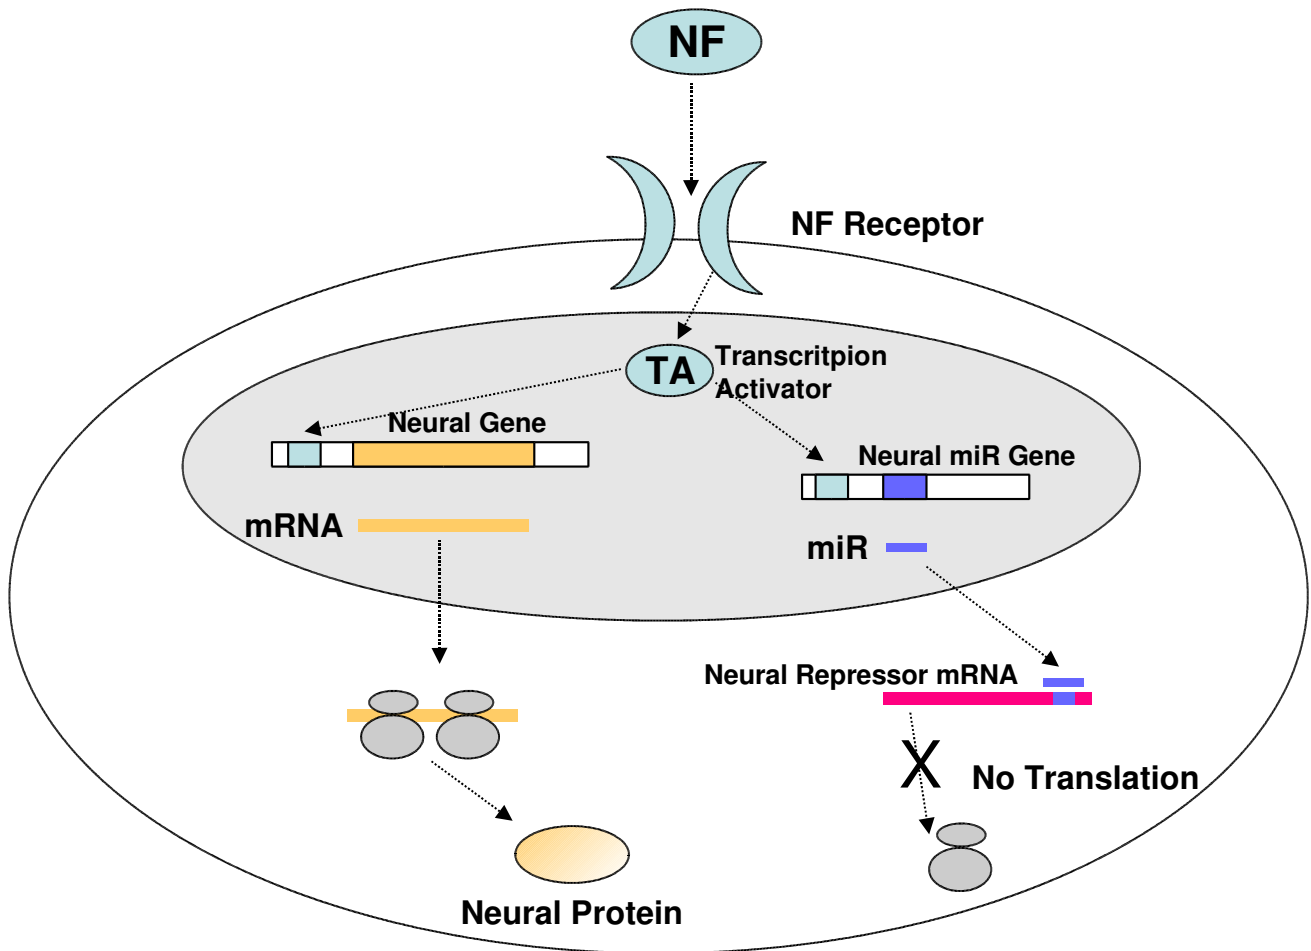 NF
NF Receptor
TA
Transcritpion
Activator
Neural Gene
Neural miR Gene
mRNA
miR
Neural Repressor mRNA
X
No Translation
Neural Protein